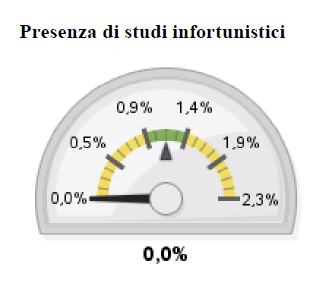 Presenza di studi infortunistici
0,9% 1,4%
0,5% 1,9%
0,0% 2,3%
0,0%